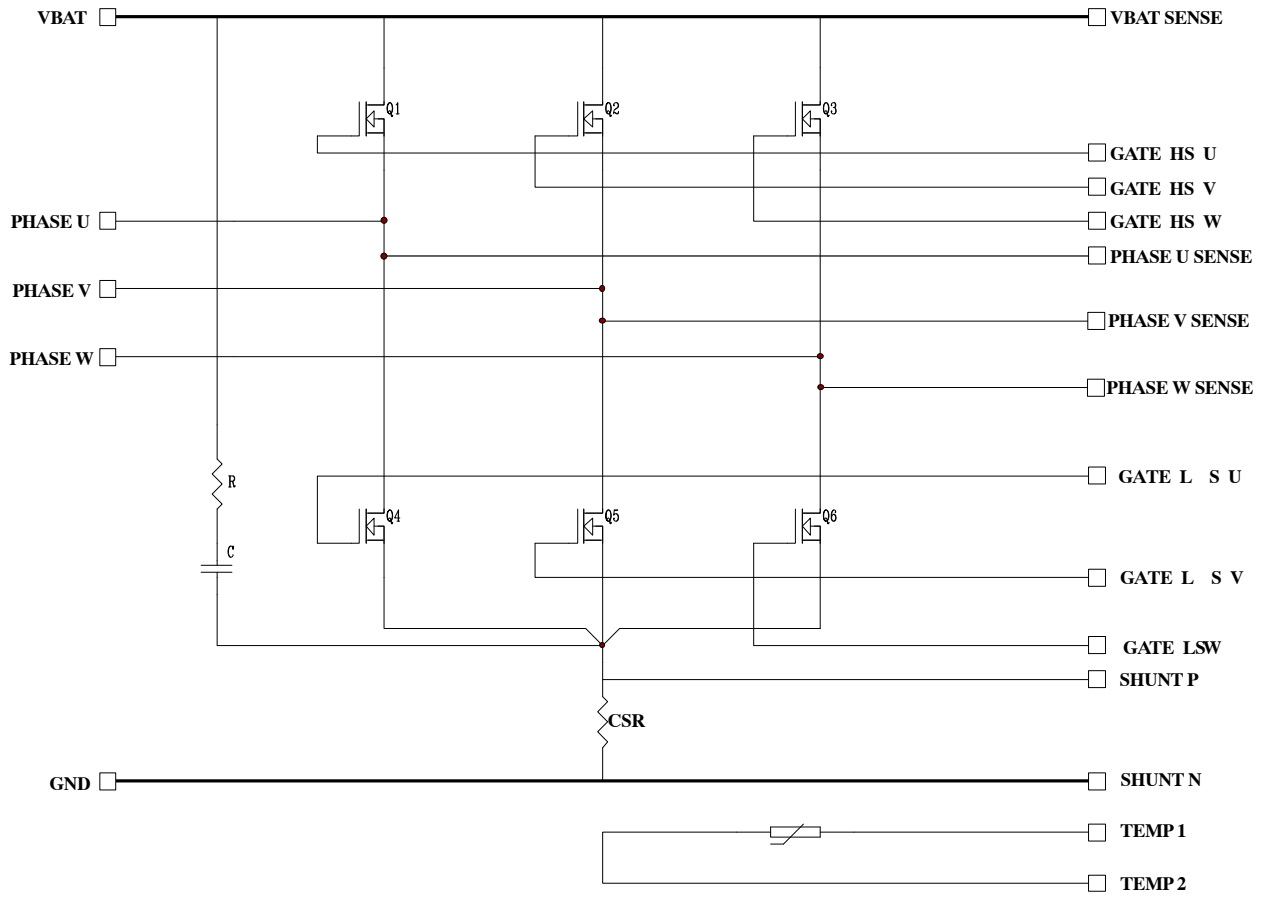 VBAT
VBAT SENSE
Q1
Q2
Q3
GATE HS U
GATE HS V
PHASE U
GATE HS W
PHASE U SENSE
PHASE V
PHASE V SENSE
PHASE W
PHASE W SENSE
R
GATE L S U
Q4
Q5
Q6
C
GATE L S V
GATE LSW
SHUNT P
CSR
GND
SHUNT N
TEMP 1
TEMP 2